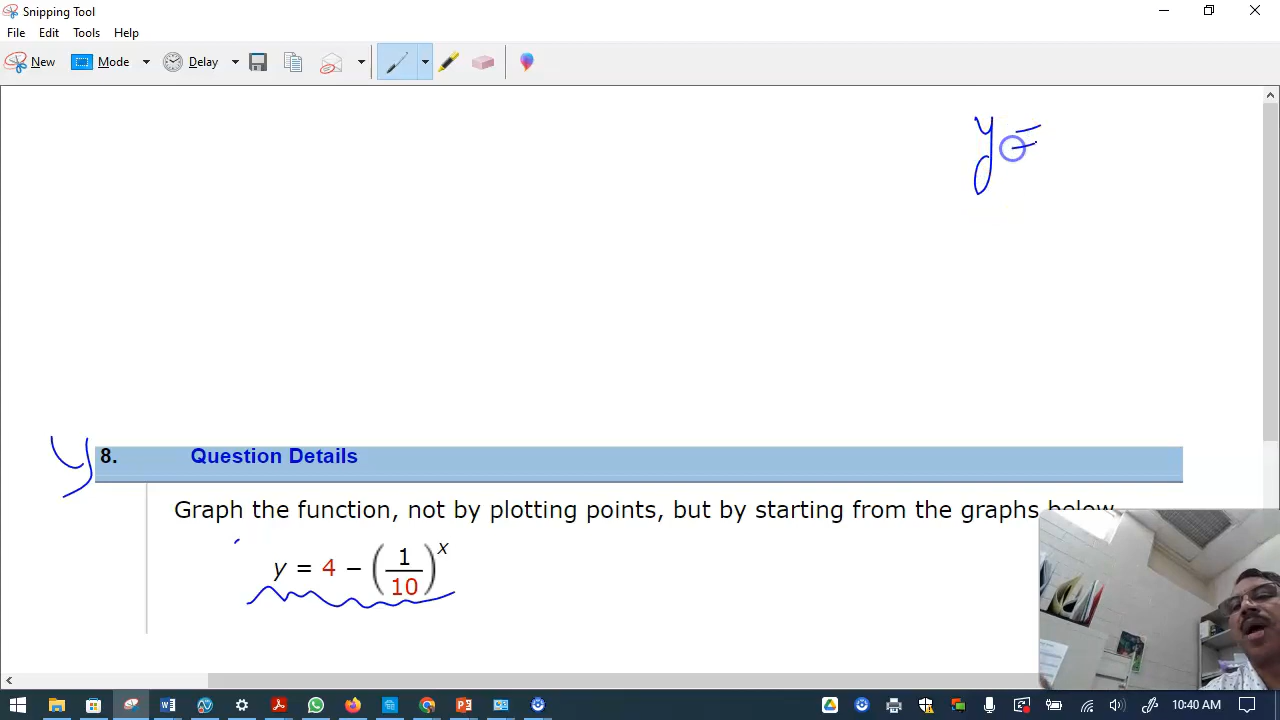 Snipping Tool
File Edit Tools Help
New Mode Delay
y =
y
8. Question Details
Graph the function, not by plotting points, but by starting from the graphs below
y = 4 − (1/10)^x
10:40 AM